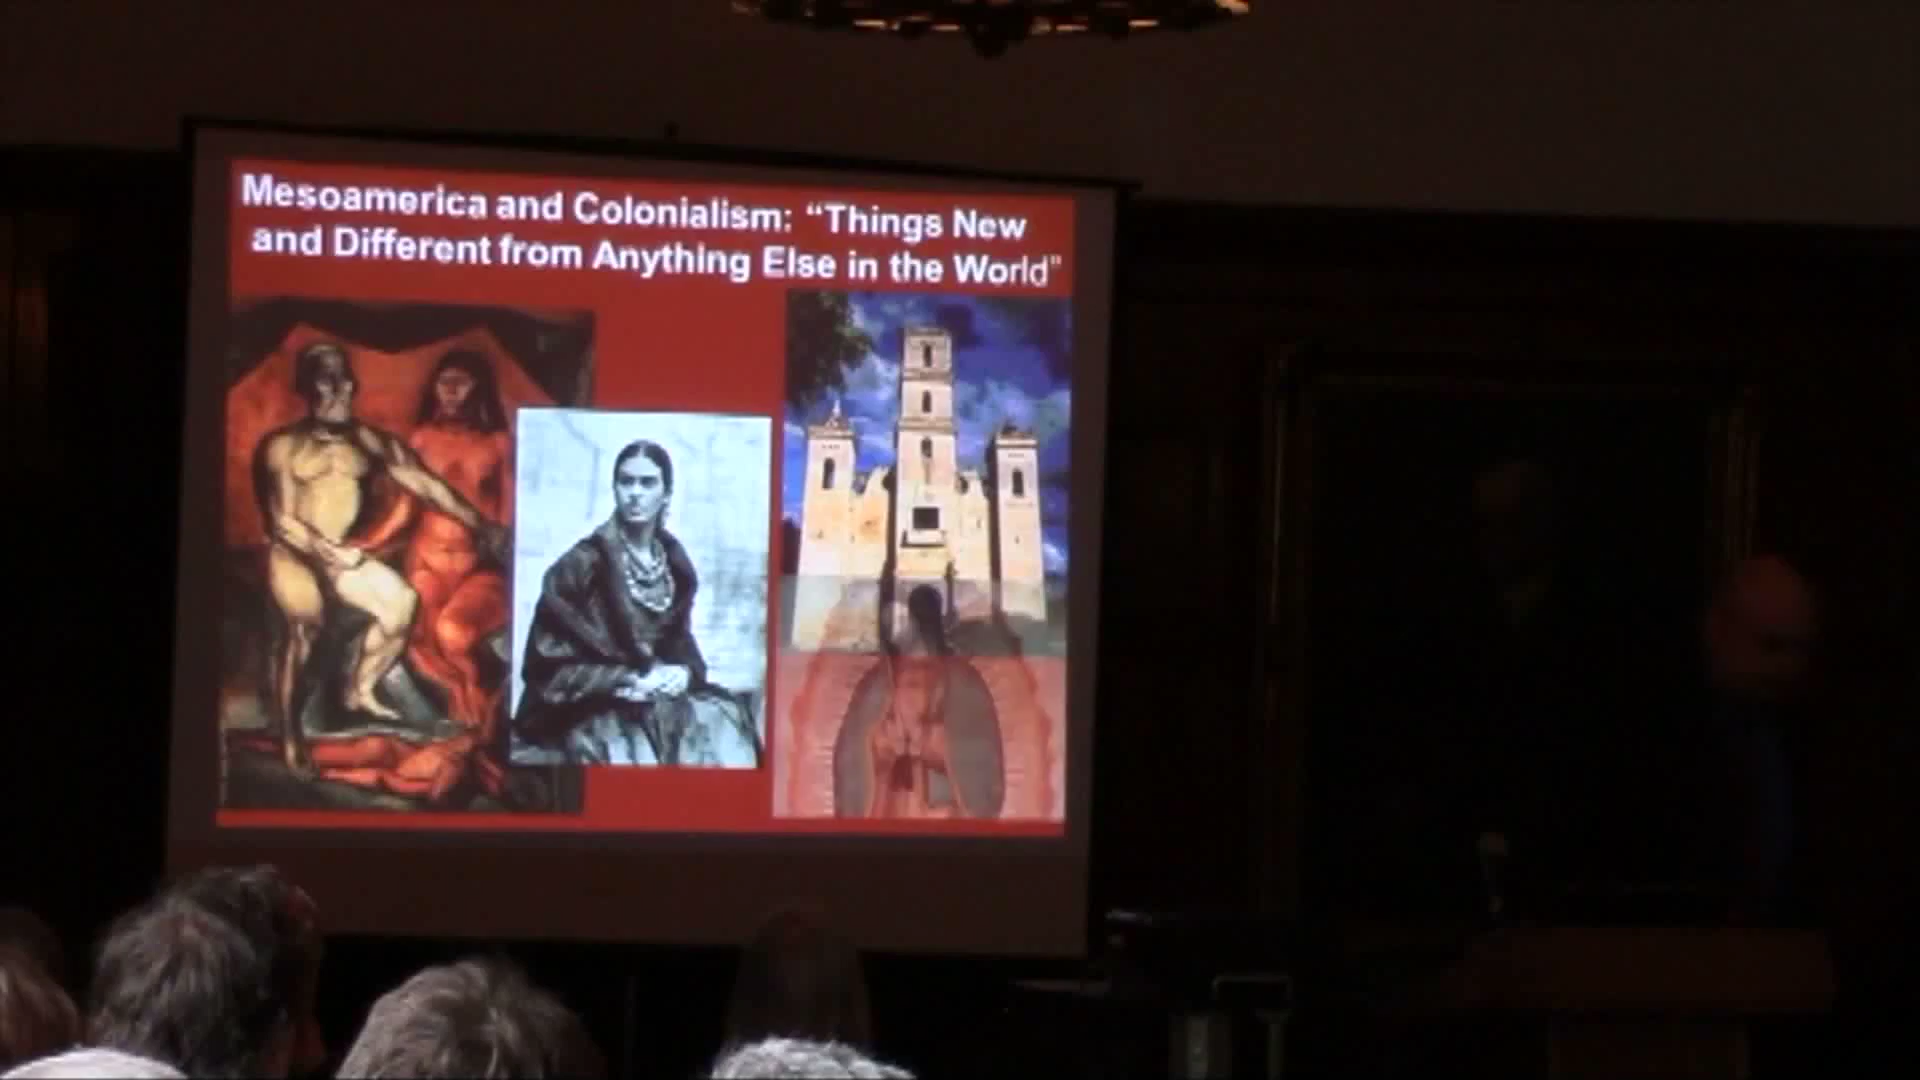 Mesoamerica and Colonialism: “Things New
and Different from Anything Else in the World"